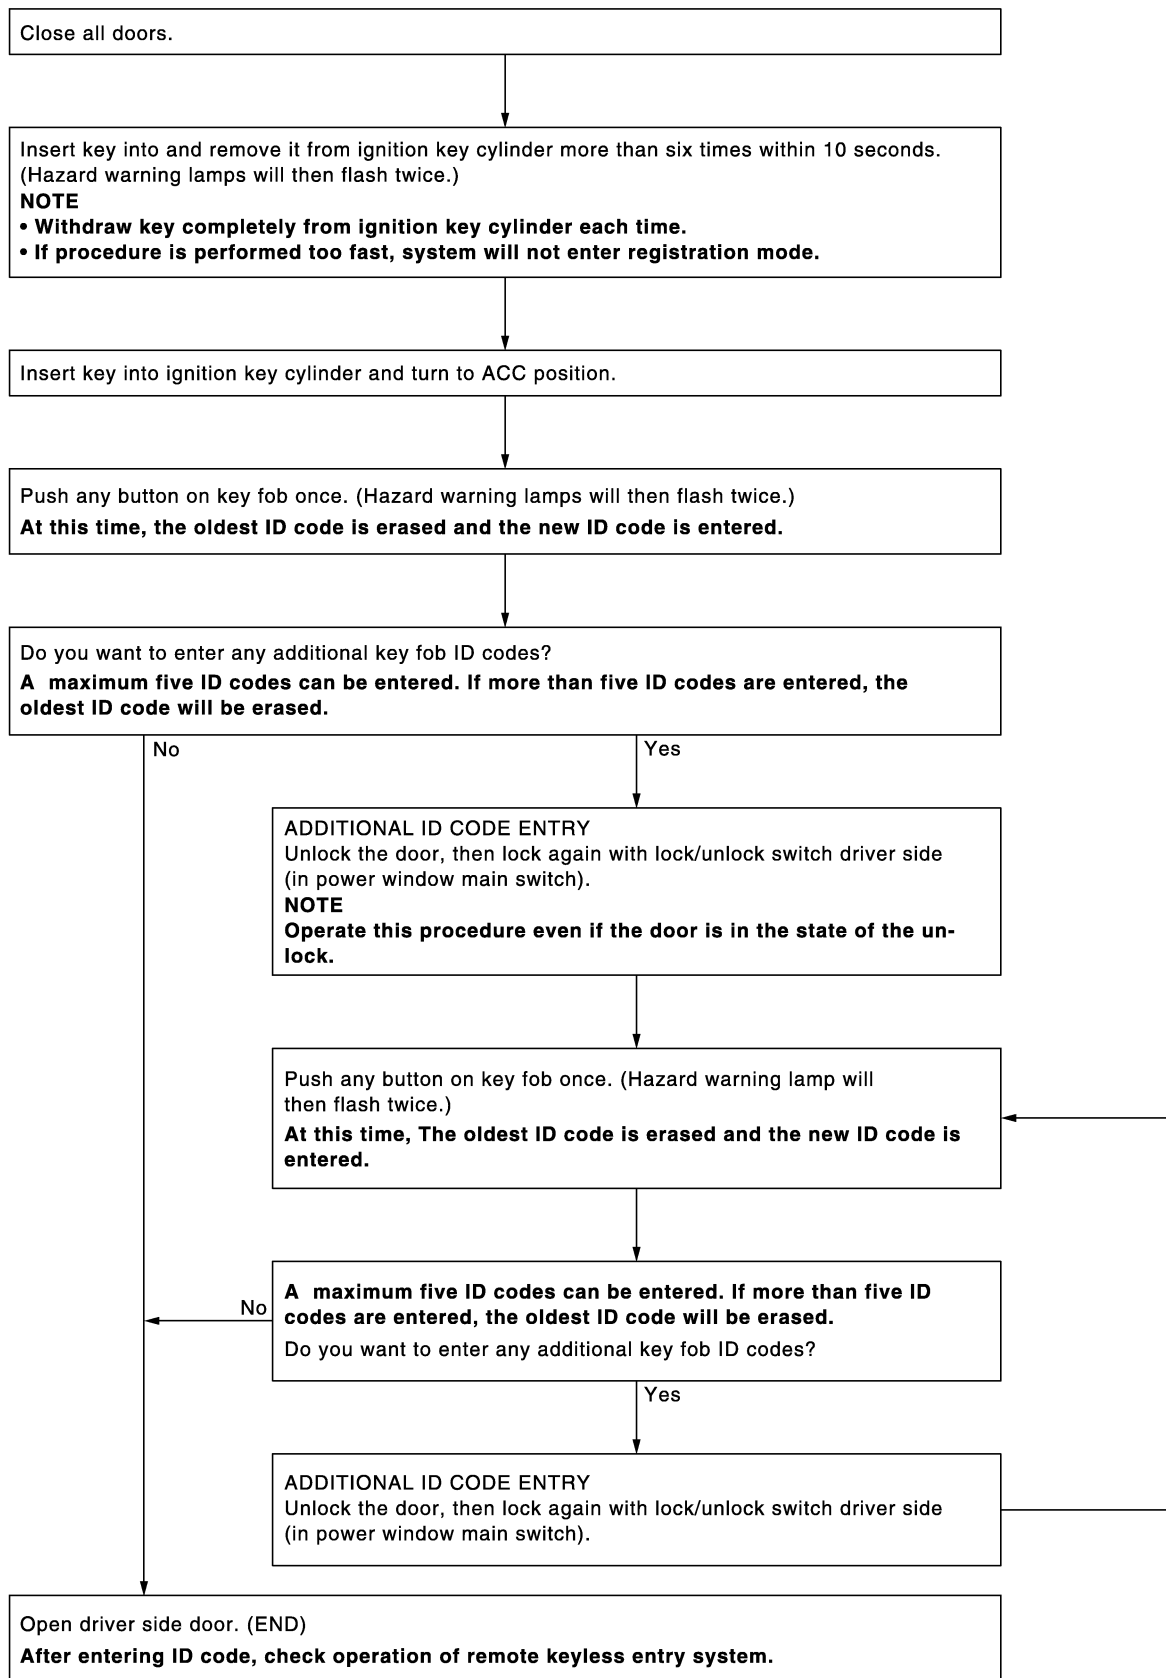 Close all doors.
Insert key into and remove it from ignition key cylinder more than six times within 10 seconds.
(Hazard warning lamps will then flash twice.)
NOTE
• Withdraw key completely from ignition key cylinder each time.
• If procedure is performed too fast, system will not enter registration mode.
Insert key into ignition key cylinder and turn to ACC position.
Push any button on key fob once. (Hazard warning lamps will then flash twice.)
At this time, the oldest ID code is erased and the new ID code is entered.
Do you want to enter any additional key fob ID codes?
A maximum five ID codes can be entered. If more than five ID codes are entered, the
oldest ID code will be erased.
No
Yes
ADDITIONAL ID CODE ENTRY
Unlock the door, then lock again with lock/unlock switch driver side
(in power window main switch).
NOTE
Operate this procedure even if the door is in the state of the un-
lock.
Push any button on key fob once. (Hazard warning lamp will
then flash twice.)
At this time, The oldest ID code is erased and the new ID code is
entered.
A maximum five ID codes can be entered. If more than five ID
codes are entered, the oldest ID code will be erased.
Do you want to enter any additional key fob ID codes?
No
Yes
ADDITIONAL ID CODE ENTRY
Unlock the door, then lock again with lock/unlock switch driver side
(in power window main switch).
Open driver side door. (END)
After entering ID code, check operation of remote keyless entry system.